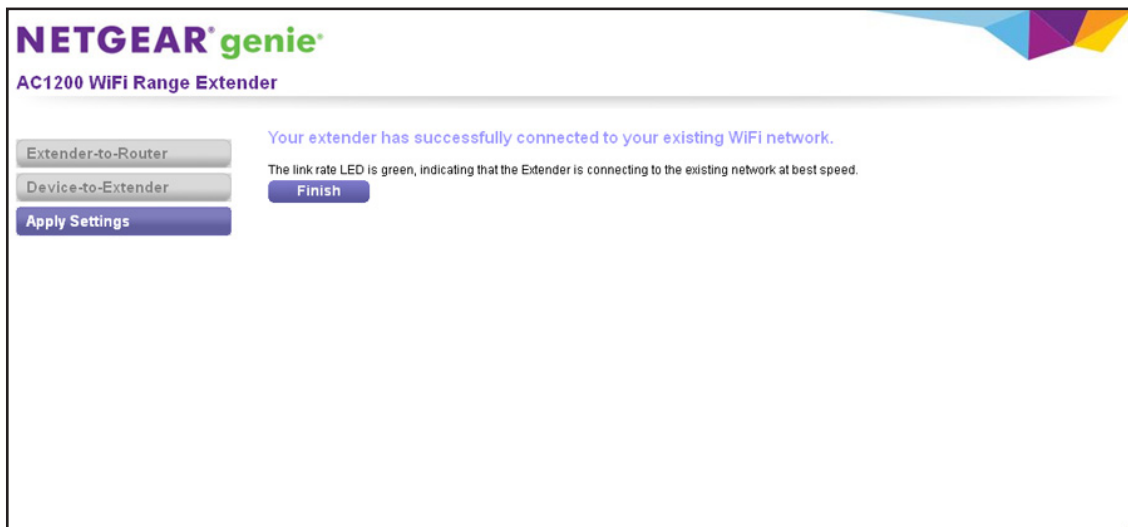 NETGEAR® genie®
AC1200 WiFi Range Extender
Extender-to-Router
Device-to-Extender
Apply Settings
Your extender has successfully connected to your existing WiFi network.
The link rate LED is green, indicating that the Extender is connecting to the existing network at best speed.
Finish